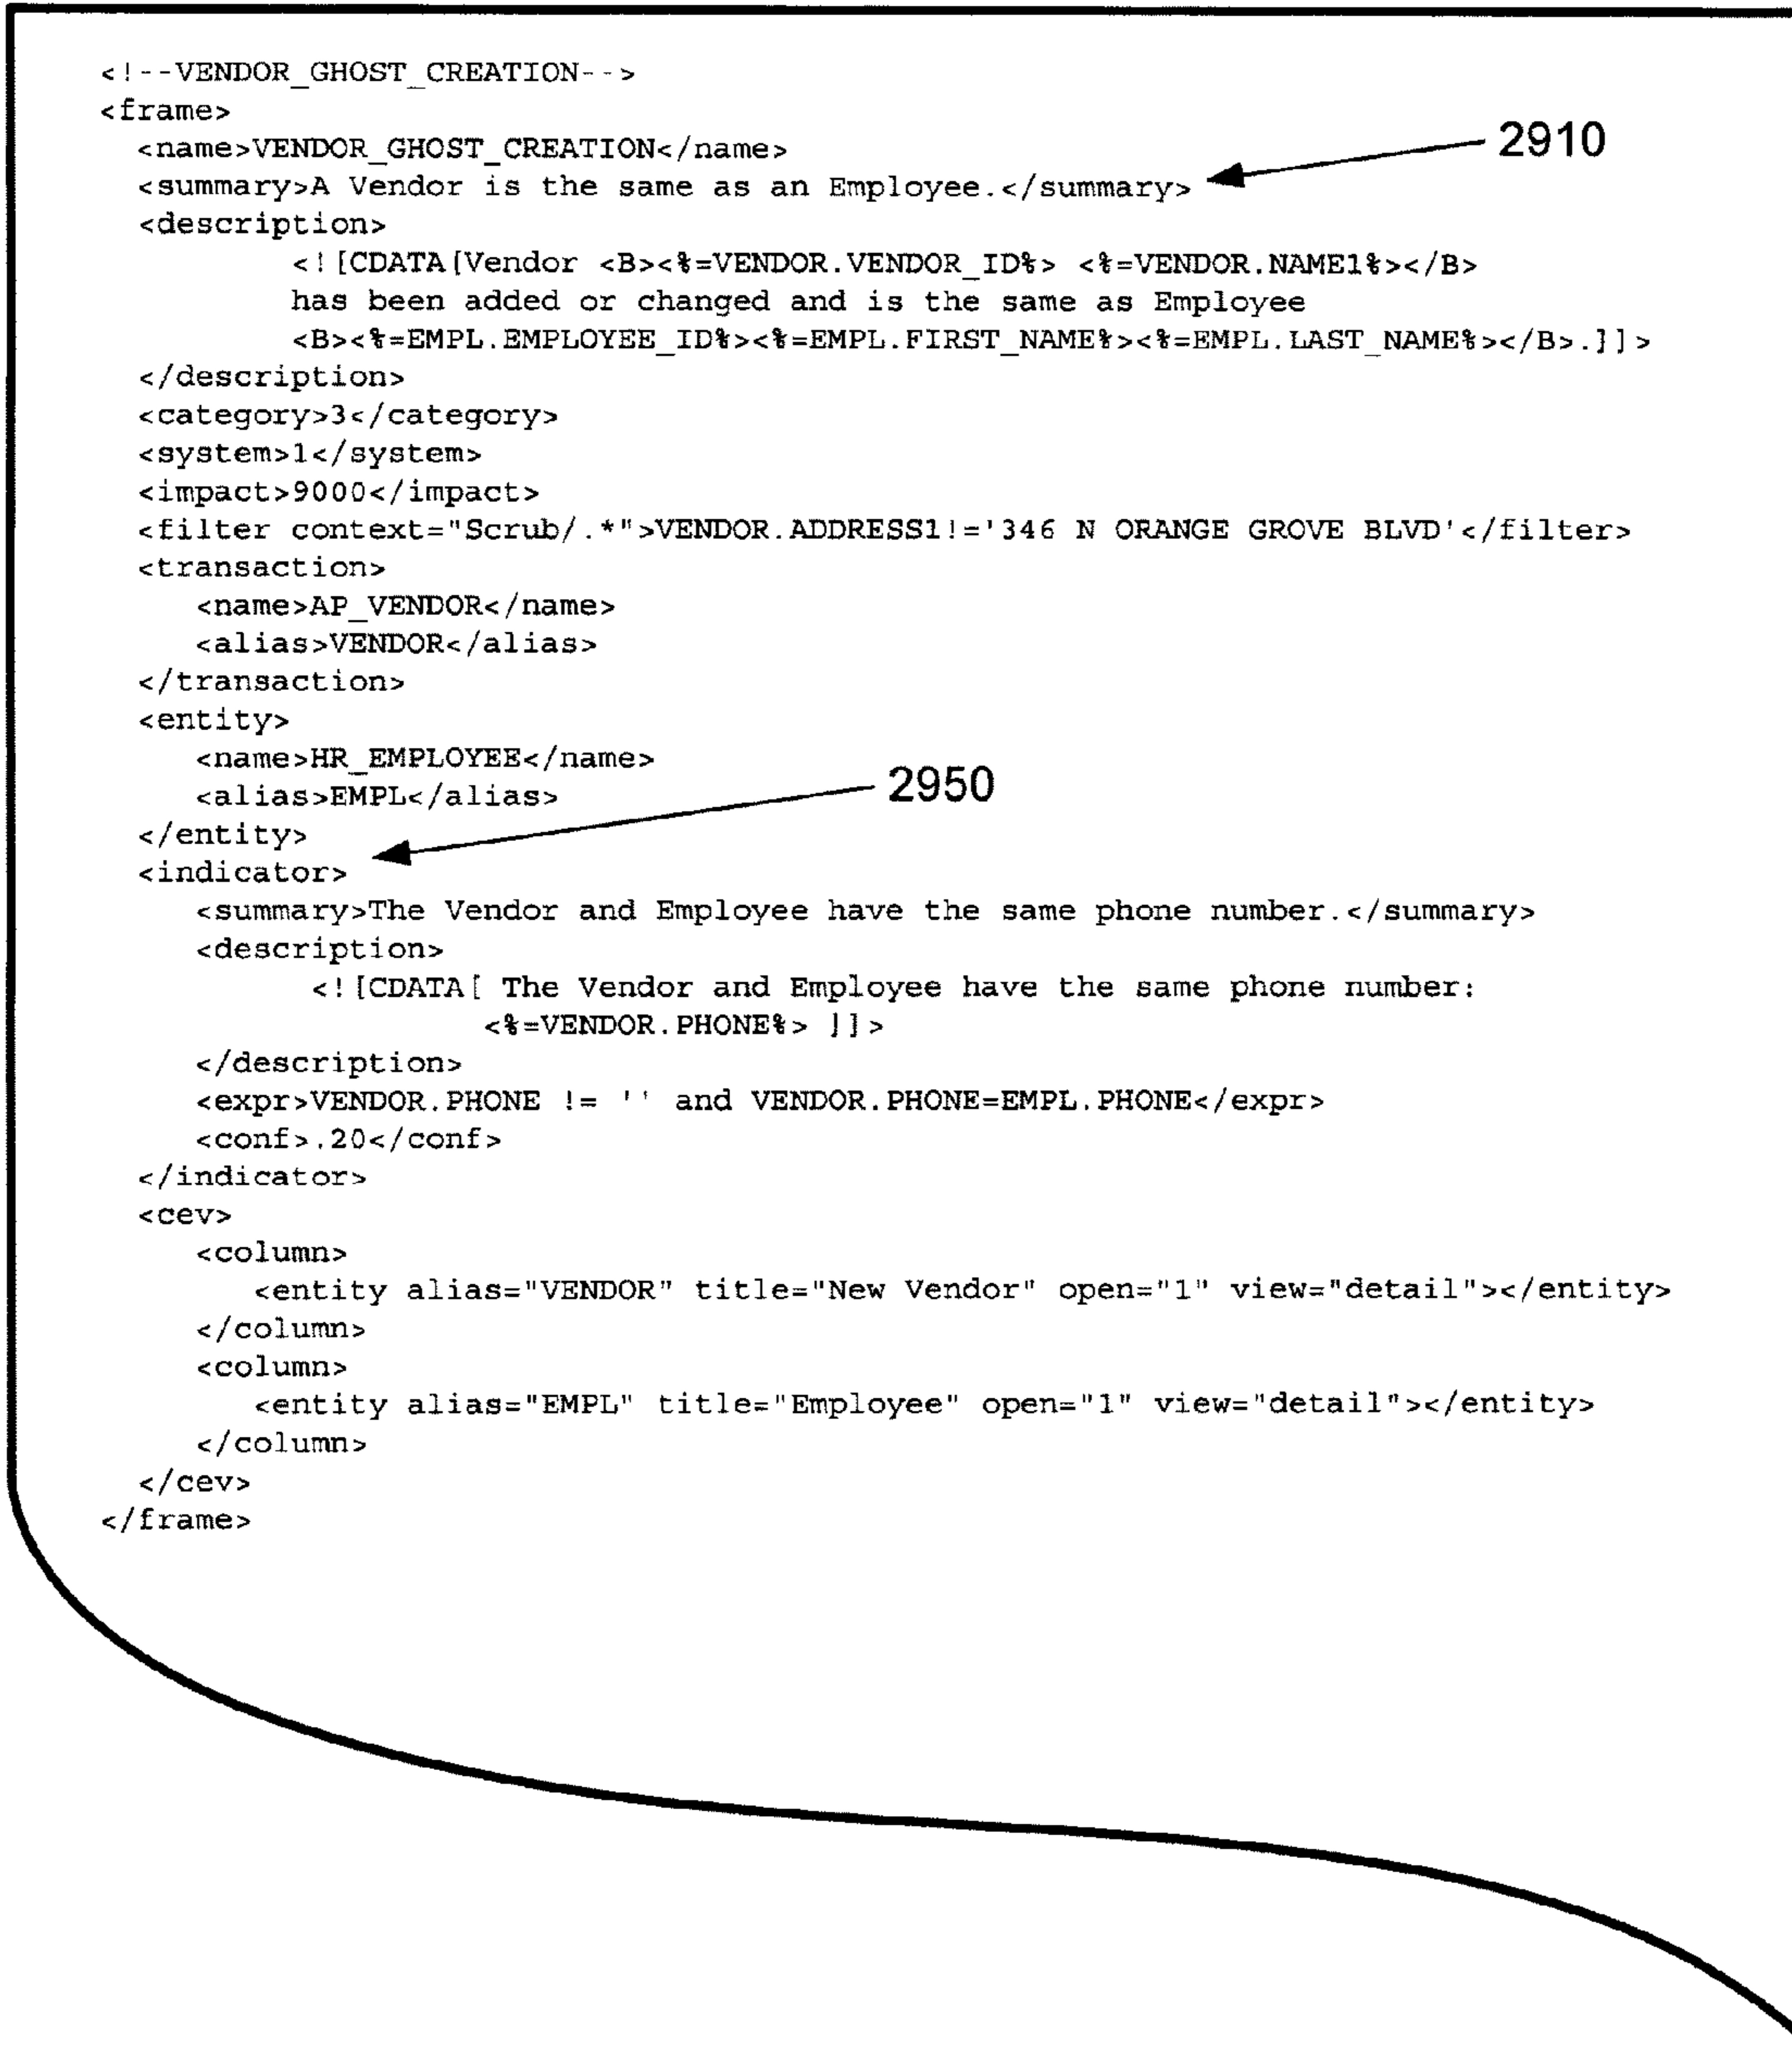 <!--VENDOR_GHOST_CREATION-->
<frame>
<name>VENDOR_GHOST_CREATION</name>
2910
<summary>A Vendor is the same as an Employee.</summary>
<description>
<![CDATA[Vendor <B><%=VENDOR.VENDOR_ID%> <%=VENDOR.NAME1%></B>
has been added or changed and is the same as Employee
<B><%=EMPL.EMPLOYEE_ID%><%=EMPL.FIRST_NAME%><%=EMPL.LAST_NAME%></B>.]]>
</description>
<category>3</category>
<system>1</system>
<impact>9000</impact>
<filter context="Scrub/.*">VENDOR.ADDRESS1!='346 N ORANGE GROVE BLVD'</filter>
<transaction>
<name>AP_VENDOR</name>
<alias>VENDOR</alias>
</transaction>
<entity>
<name>HR_EMPLOYEE</name>
2950
<alias>EMPL</alias>
</entity>
<indicator>
<summary>The Vendor and Employee have the same phone number.</summary>
<description>
<![CDATA[ The Vendor and Employee have the same phone number:
<%=VENDOR.PHONE%> ]]>
</description>
<expr>VENDOR.PHONE != '' and VENDOR.PHONE=EMPL.PHONE</expr>
<conf>.20</conf>
</indicator>
<cev>
<column>
<entity alias="VENDOR" title="New Vendor" open="1" view="detail"></entity>
</column>
<column>
<entity alias="EMPL" title="Employee" open="1" view="detail"></entity>
</column>
</cev>
</frame>